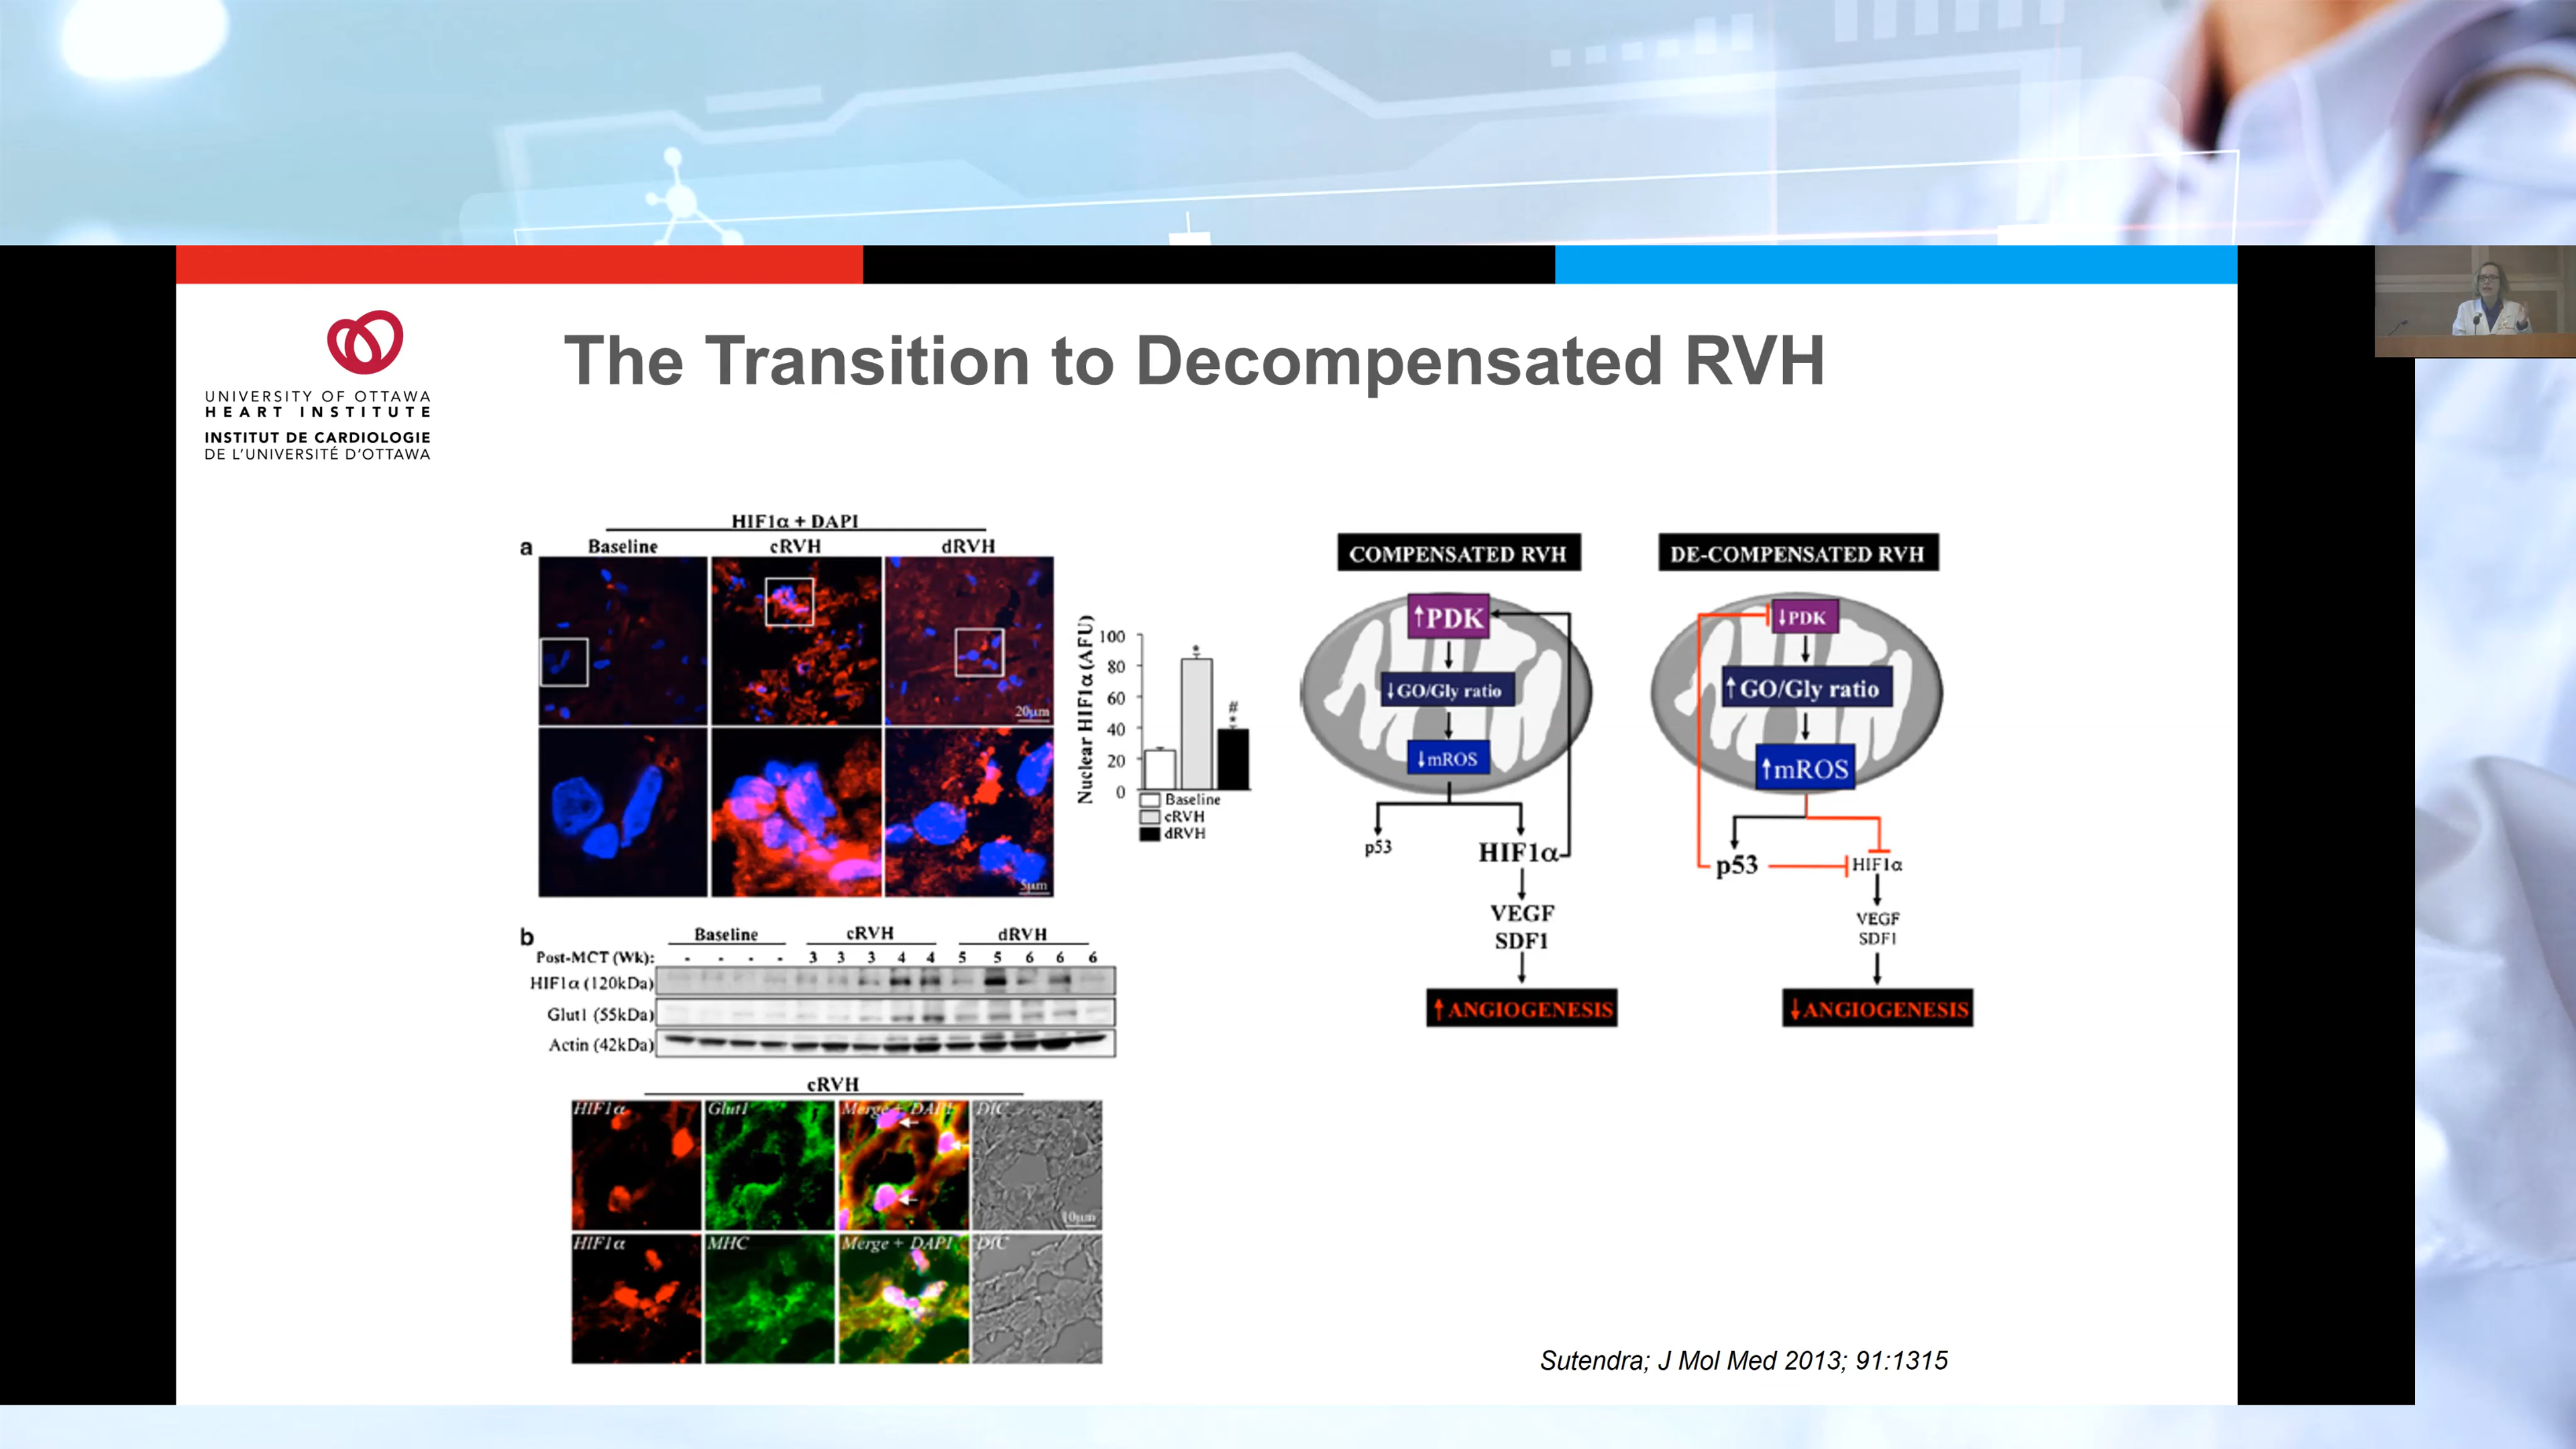 UNIVERSITY OF OTTAWA
HEART INSTITUTE
INSTITUT DE CARDIOLOGIE
DE L'UNIVERSITÉ D'OTTAWA
The Transition to Decompensated RVH
HIF1α + DAPI
a
Baseline cRVH dRVH
20μm
5μm
Nuclear HIF1α (AFU)
100
80
60
40
20
0
*
#
*
Baseline
cRVH
dRVH
b
Baseline cRVH dRVH
Post-MCT (Wk): - - - - 3 3 3 4 4 5 5 6 6 6
HIF1α (120kDa)
Glut1 (55kDa)
Actin (42kDa)
cRVH
HIF1α Glut1 Merge + DAPI DIC
10μm
HIF1α MHC Merge + DAPI DIC
COMPENSATED RVH
↑PDK
↓GO/Gly ratio
↓mROS
p53
HIF1α
VEGF
SDF1
↑ANGIOGENESIS
DE-COMPENSATED RVH
↓PDK
↑GO/Gly ratio
↑mROS
p53
HIF1α
VEGF
SDF1
↓ANGIOGENESIS
Sutendra; J Mol Med 2013; 91:1315